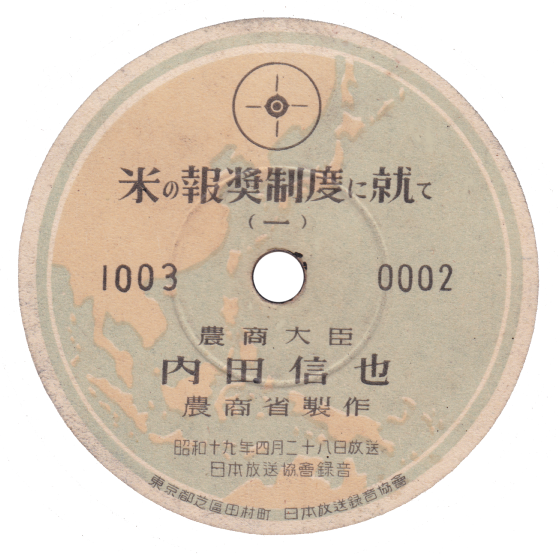 米の報奨制度に就て
(一)
1003 0002
農商大臣
内田信也
農商省製作
昭和十九年四月二十八日放送
日本放送協會録音
東京都芝區田村町 日本放送録音協會